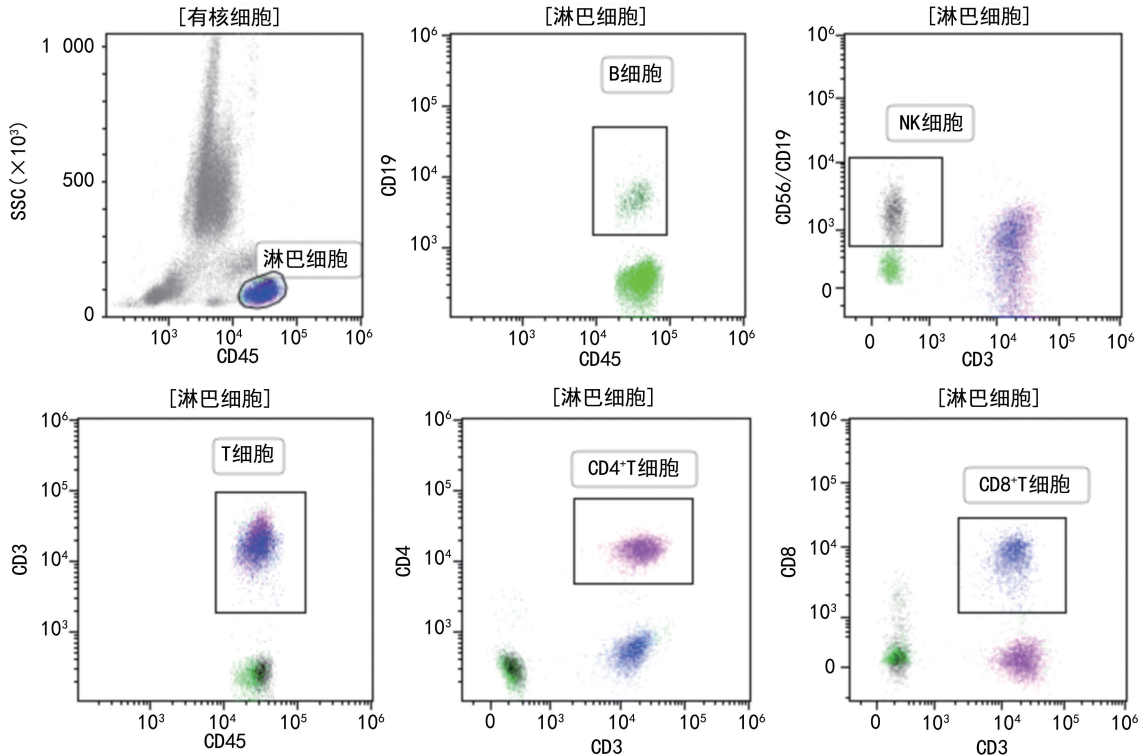 [有核细胞]
1 000
500
0
SSC(×10³)
淋巴细胞
10³ 10⁴ 10⁵ 10⁶
CD45
[淋巴细胞]
10⁶
10⁵
10⁴
10³
CD19
B细胞
10³ 10⁴ 10⁵ 10⁶
CD45
[淋巴细胞]
10⁶
10⁵
10⁴
10³
0
CD56/CD19
NK细胞
0 10³ 10⁴ 10⁵ 10⁶
CD3
[淋巴细胞]
10⁶
10⁵
10⁴
10³
CD3
T细胞
10³ 10⁴ 10⁵ 10⁶
CD45
[淋巴细胞]
10⁶
10⁵
10⁴
10³
CD4
CD4⁺T细胞
0 10³ 10⁴ 10⁵ 10⁶
CD3
[淋巴细胞]
10⁶
10⁵
10⁴
10³
0
CD8
CD8⁺T细胞
0 10³ 10⁴ 10⁵ 10⁶
CD3